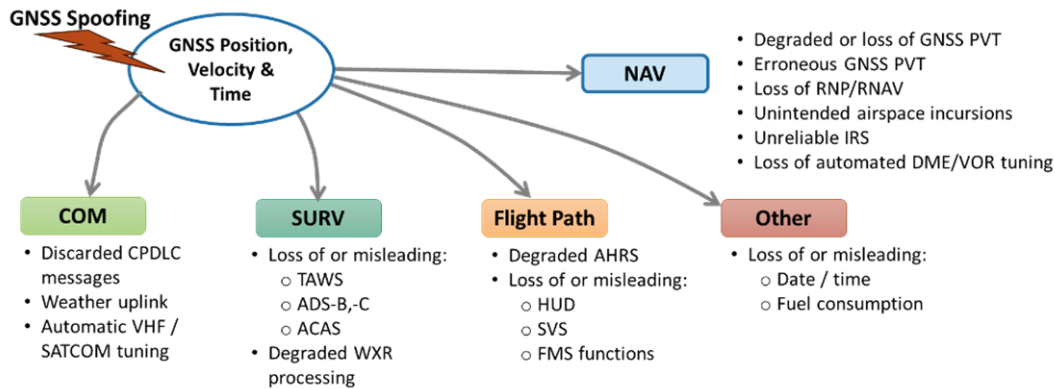 GNSS Spoofing
GNSS Position,
Velocity &
Time
NAV
• Degraded or loss of GNSS PVT
• Erroneous GNSS PVT
• Loss of RNP/RNAV
• Unintended airspace incursions
• Unreliable IRS
• Loss of automated DME/VOR tuning
COM
• Discarded CPDLC
messages
• Weather uplink
• Automatic VHF /
SATCOM tuning
SURV
• Loss of or misleading:
o TAWS
o ADS-B,-C
o ACAS
• Degraded WXR
processing
Flight Path
• Degraded AHRS
• Loss of or misleading:
o HUD
o SVS
o FMS functions
Other
• Loss of or misleading:
o Date / time
o Fuel consumption